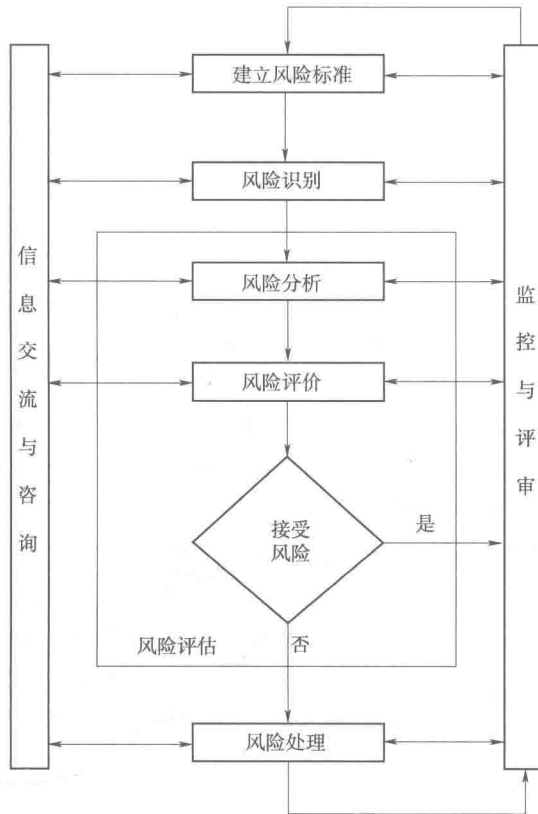 建立风险标准
风险识别
风险分析
风险评价
接受
风险
是
否
风险评估
风险处理
信息交流与咨询
监控与评审